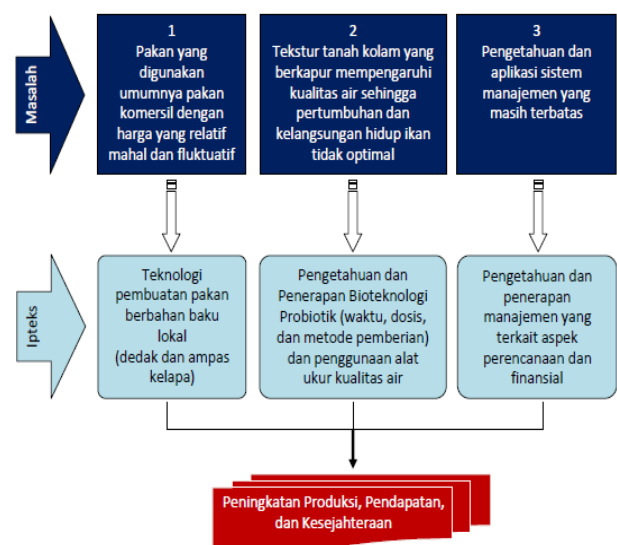 Masalah
1
Pakan yang
digunakan
umumnya pakan
komersil dengan
harga yang relatif
mahal dan fluktuatif
2
Tekstur tanah kolam yang
berkapur mempengaruhi
kualitas air sehingga
pertumbuhan dan
kelangsungan hidup ikan
tidak optimal
3
Pengetahuan dan
aplikasi sistem
manajemen yang
masih terbatas
Ipteks
Teknologi
pembuatan pakan
berbahan baku
lokal
(dedak dan ampas
kelapa)
Pengetahuan dan
Penerapan Bioteknologi
Probiotik (waktu, dosis,
dan metode pemberian)
dan penggunaan alat
ukur kualitas air
Pengetahuan dan
penerapan
manajemen yang
terkait aspek
perencanaan dan
finansial
Peningkatan Produksi, Pendapatan,
dan Kesejahteraan